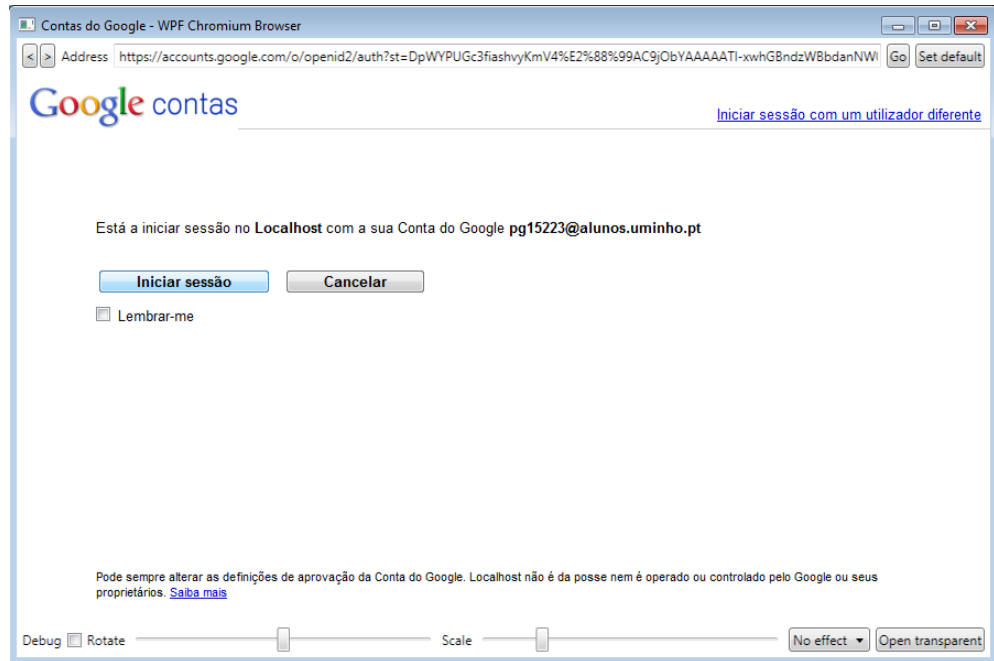 Contas do Google - WPF Chromium Browser
< > Address https://accounts.google.com/o/openid2/auth?st=DpWYPUGc3fiashvyKmV4%E2%88%99AC9jObYAAAAATl-xwhGBndzWBbdanNW Go Set default
Google contas
Iniciar sessão com um utilizador diferente
Está a iniciar sessão no Localhost com a sua Conta do Google pg15223@alunos.uminho.pt
Iniciar sessão Cancelar
Lembrar-me
Pode sempre alterar as definições de aprovação da Conta do Google. Localhost não é da posse nem é operado ou controlado pelo Google ou seus
proprietários. Saiba mais
Debug Rotate Scale No effect Open transparent